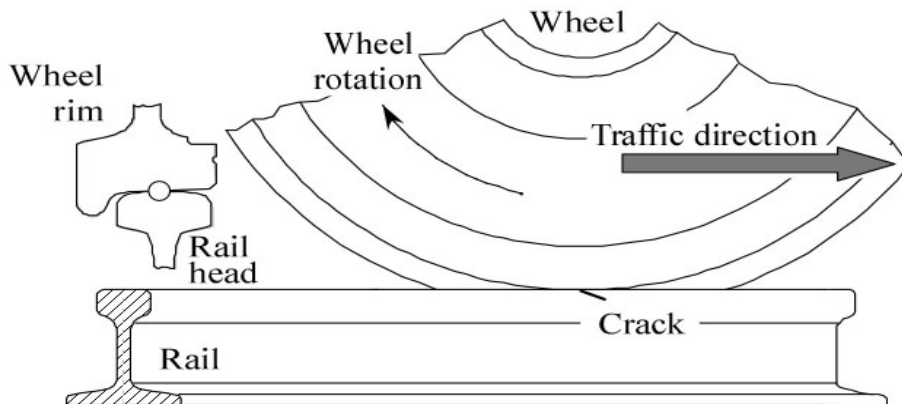 Wheel
Wheel
rotation
Wheel
rim
Traffic direction
Rail
head
Crack
Rail